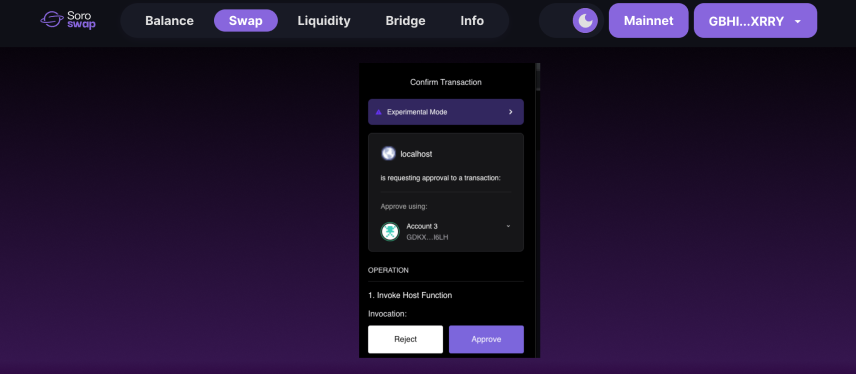 Soro
swap
Balance
Swap
Liquidity
Bridge
Info
Mainnet
GBHI...XRRY
Confirm Transaction
Experimental Mode
localhost
is requesting approval to a transaction:
Approve using:
Account 3
GDKX...I6LH
OPERATION
1. Invoke Host Function
Invocation:
Reject
Approve